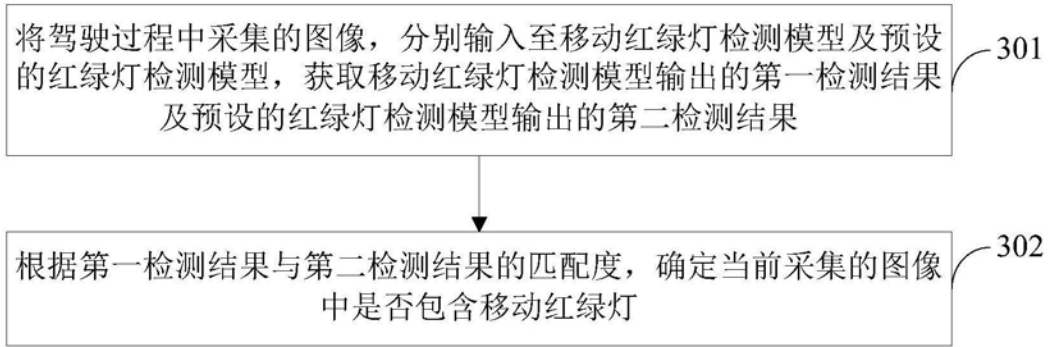 将驾驶过程中采集的图像，分别输入至移动红绿灯检测模型及预设
的红绿灯检测模型，获取移动红绿灯检测模型输出的第一检测结果
及预设的红绿灯检测模型输出的第二检测结果
301
根据第一检测结果与第二检测结果的匹配度，确定当前采集的图像
中是否包含移动红绿灯
302